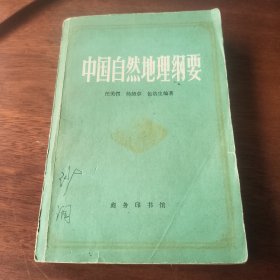 中国自然地理纲要
任美锷 杨纫章 包浩生编著
商务印书馆